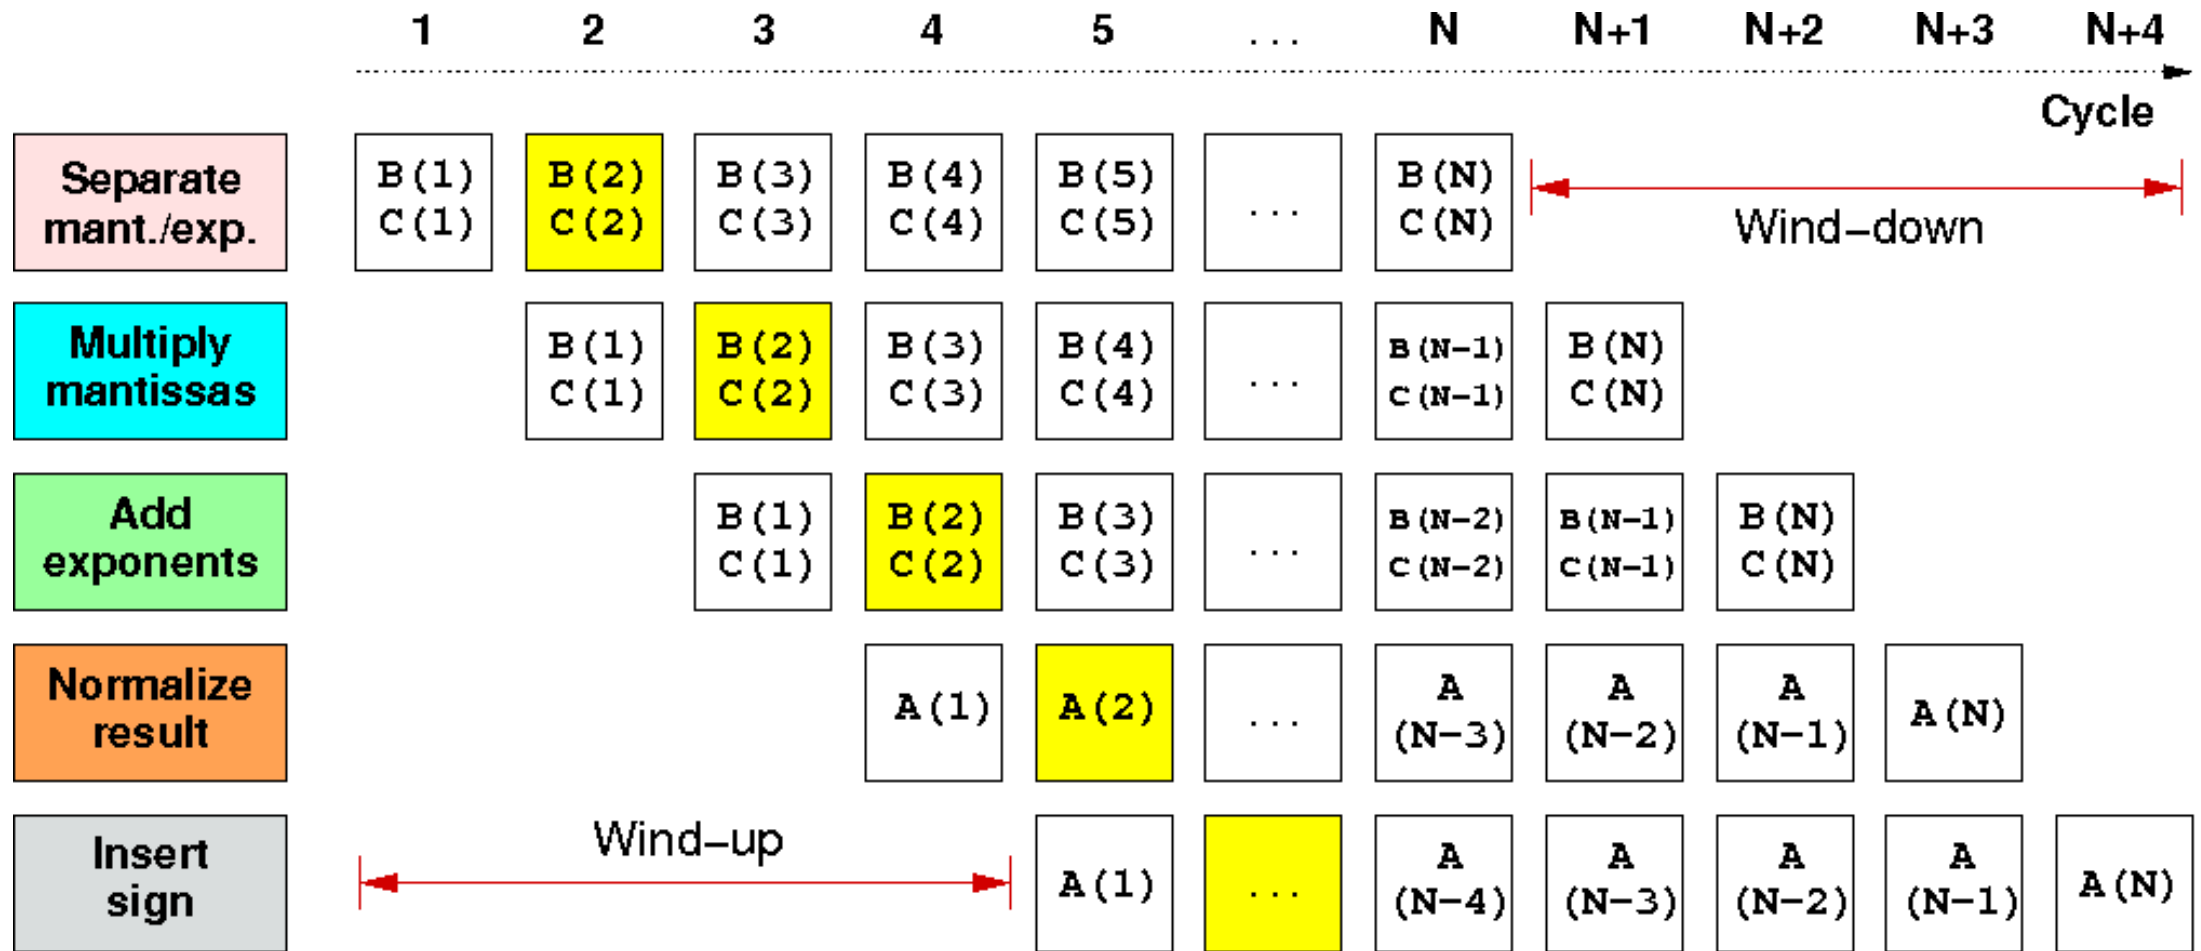 1 2 3 4 5 ... N N+1 N+2 N+3 N+4
Cycle
Separate
mant./exp.
B(1) B(2) B(3) B(4) B(5) ... B(N)
C(1) C(2) C(3) C(4) C(5) C(N)
Wind-down
Multiply
mantissas
B(1) B(2) B(3) B(4) ... B(N-1) B(N)
C(1) C(2) C(3) C(4) C(N-1) C(N)
Add
exponents
B(1) B(2) B(3) ... B(N-2) B(N-1) B(N)
C(1) C(2) C(3) C(N-2) C(N-1) C(N)
Normalize
result
A(1) A(2) ... A A A A(N)
(N-3) (N-2) (N-1)
Insert
sign
Wind-up
A(1) ... A A A A A(N)
(N-4) (N-3) (N-2) (N-1)